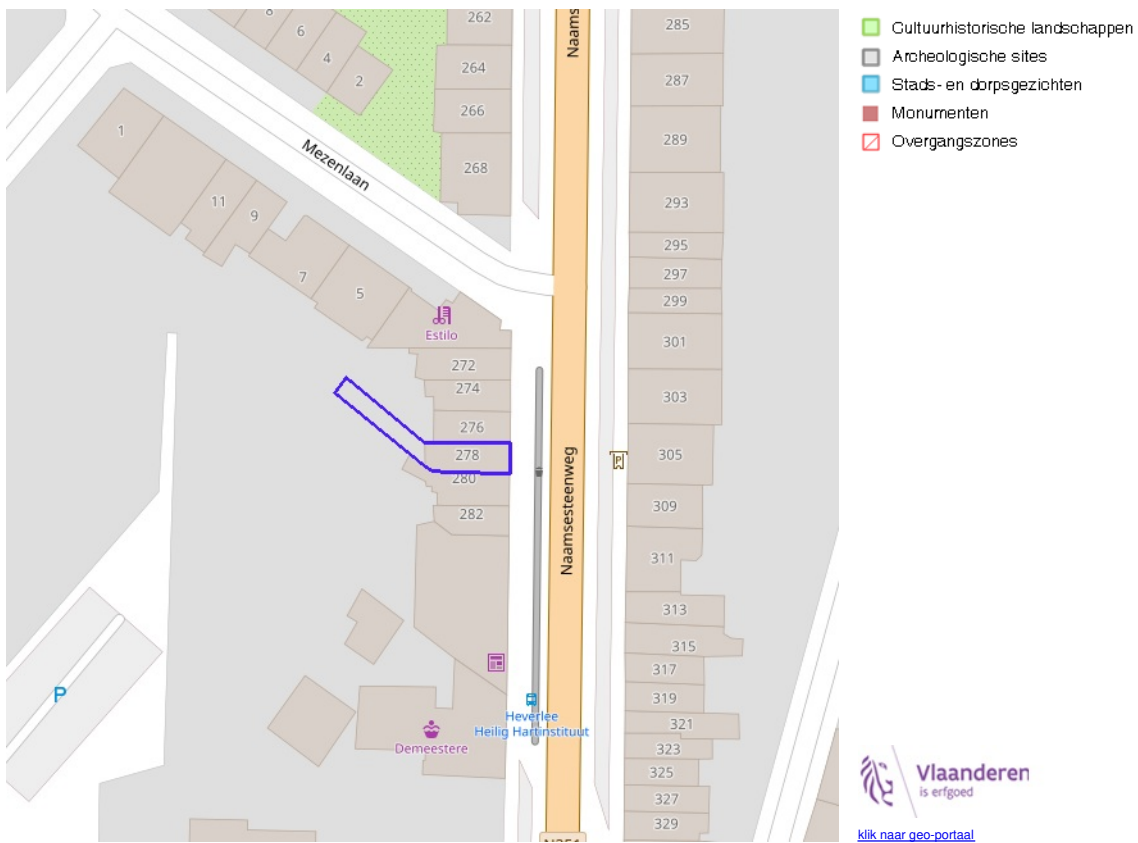 8
6
4
2
262
264
266
268
Naams
285
287
289
293
295
297
299
301
303
305
309
311
313
315
317
319
321
323
325
327
329
1
11
9
7
5
Mezenlaan
Estilo
272
274
276
278
280
282
Naamsesteenweg
P
P
Heverlee
Heilig Hartinstituut
Demeestere
Cultuurhistorische landschappen
Archeologische sites
Stads- en dorpsgezichten
Monumenten
Overgangszones
Vlaanderen
is erfgoed
klik naar geo-portaal